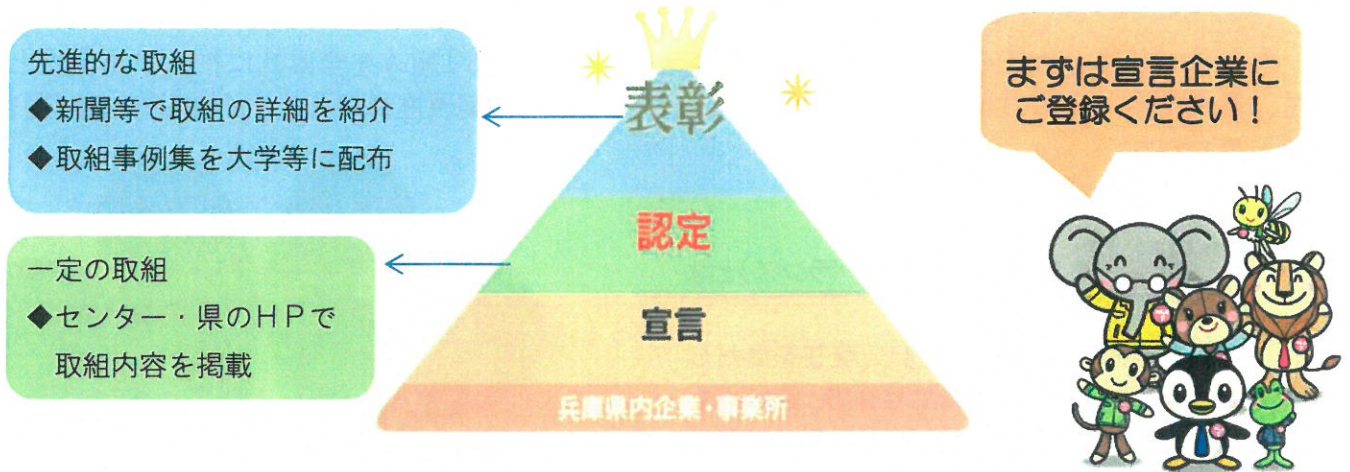 先進的な取組
◆新聞等で取組の詳細を紹介
◆取組事例集を大学等に配布
一定の取組
◆センター・県のＨＰで
取組内容を掲載
表彰
認定
宣言
兵庫県内企業・事業所
まずは宣言企業に
ご登録ください！